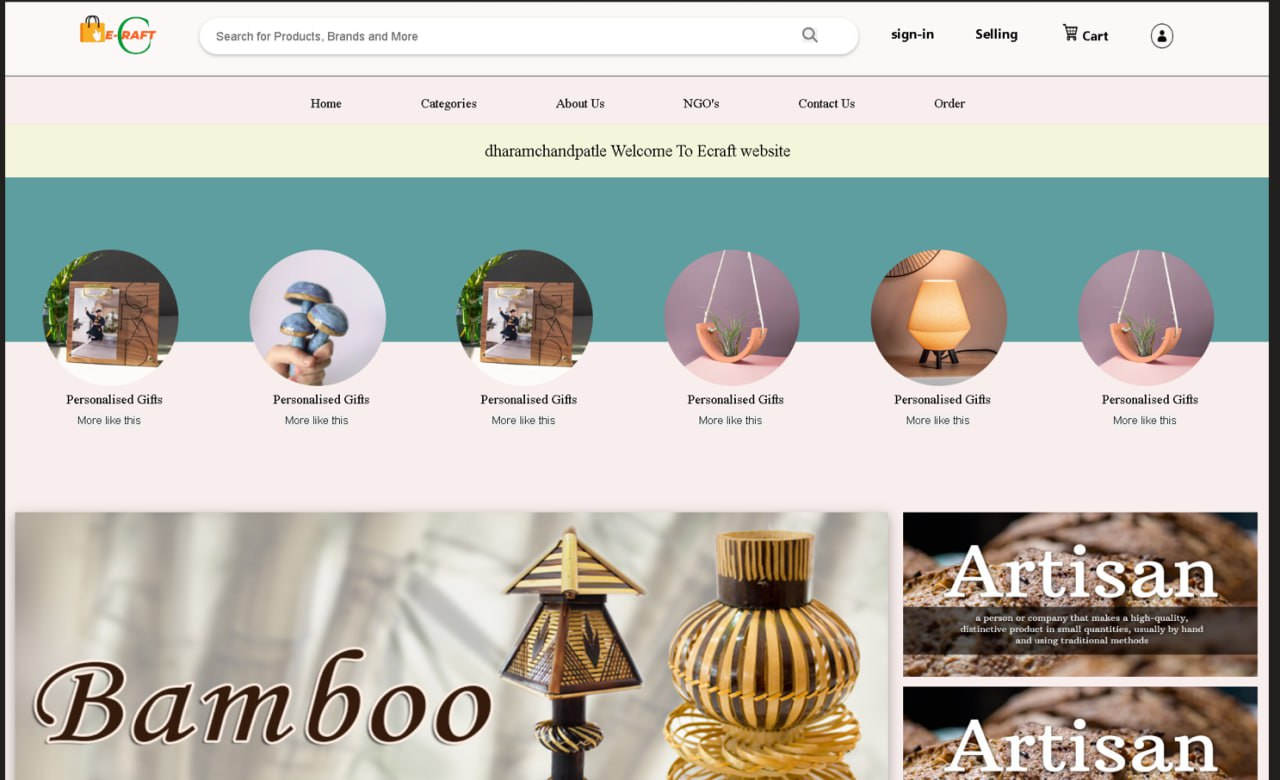 E-CRAFT
Search for Products, Brands and More
sign-in
Selling
Cart
Home
Categories
About Us
NGO's
Contact Us
Order
dharamchandpatle Welcome To Ecraft website
Personalised Gifts
More like this
Personalised Gifts
More like this
Personalised Gifts
More like this
Personalised Gifts
More like this
Personalised Gifts
More like this
Personalised Gifts
More like this
Bamboo
Artisan
a person or company that makes a high-quality,
distinctive product in small quantities, usually by hand
and using traditional methods
Artisan